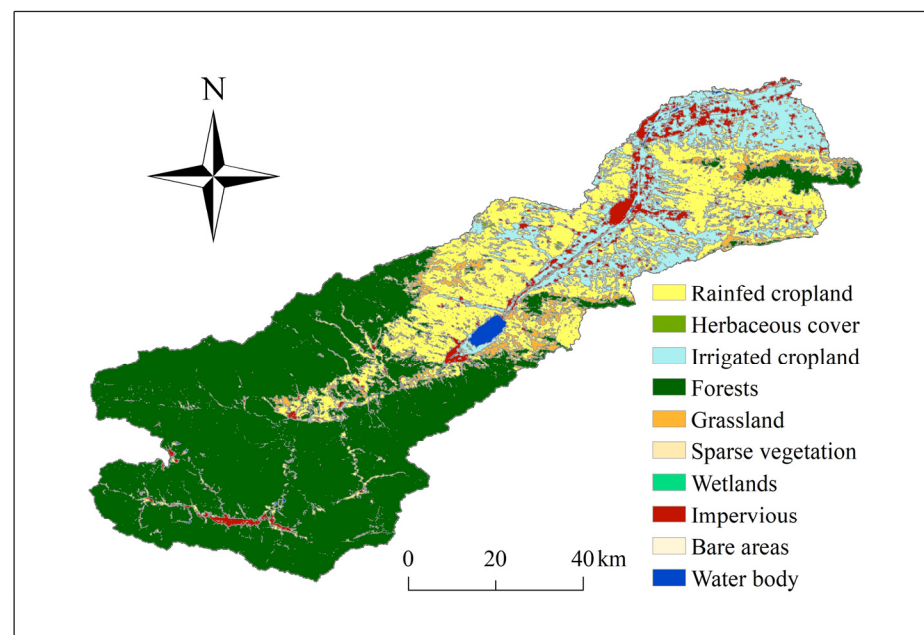 N
Rainfed cropland
Herbaceous cover
Irrigated cropland
Forests
Grassland
Sparse vegetation
Wetlands
Impervious
Bare areas
Water body
0 20 40 km